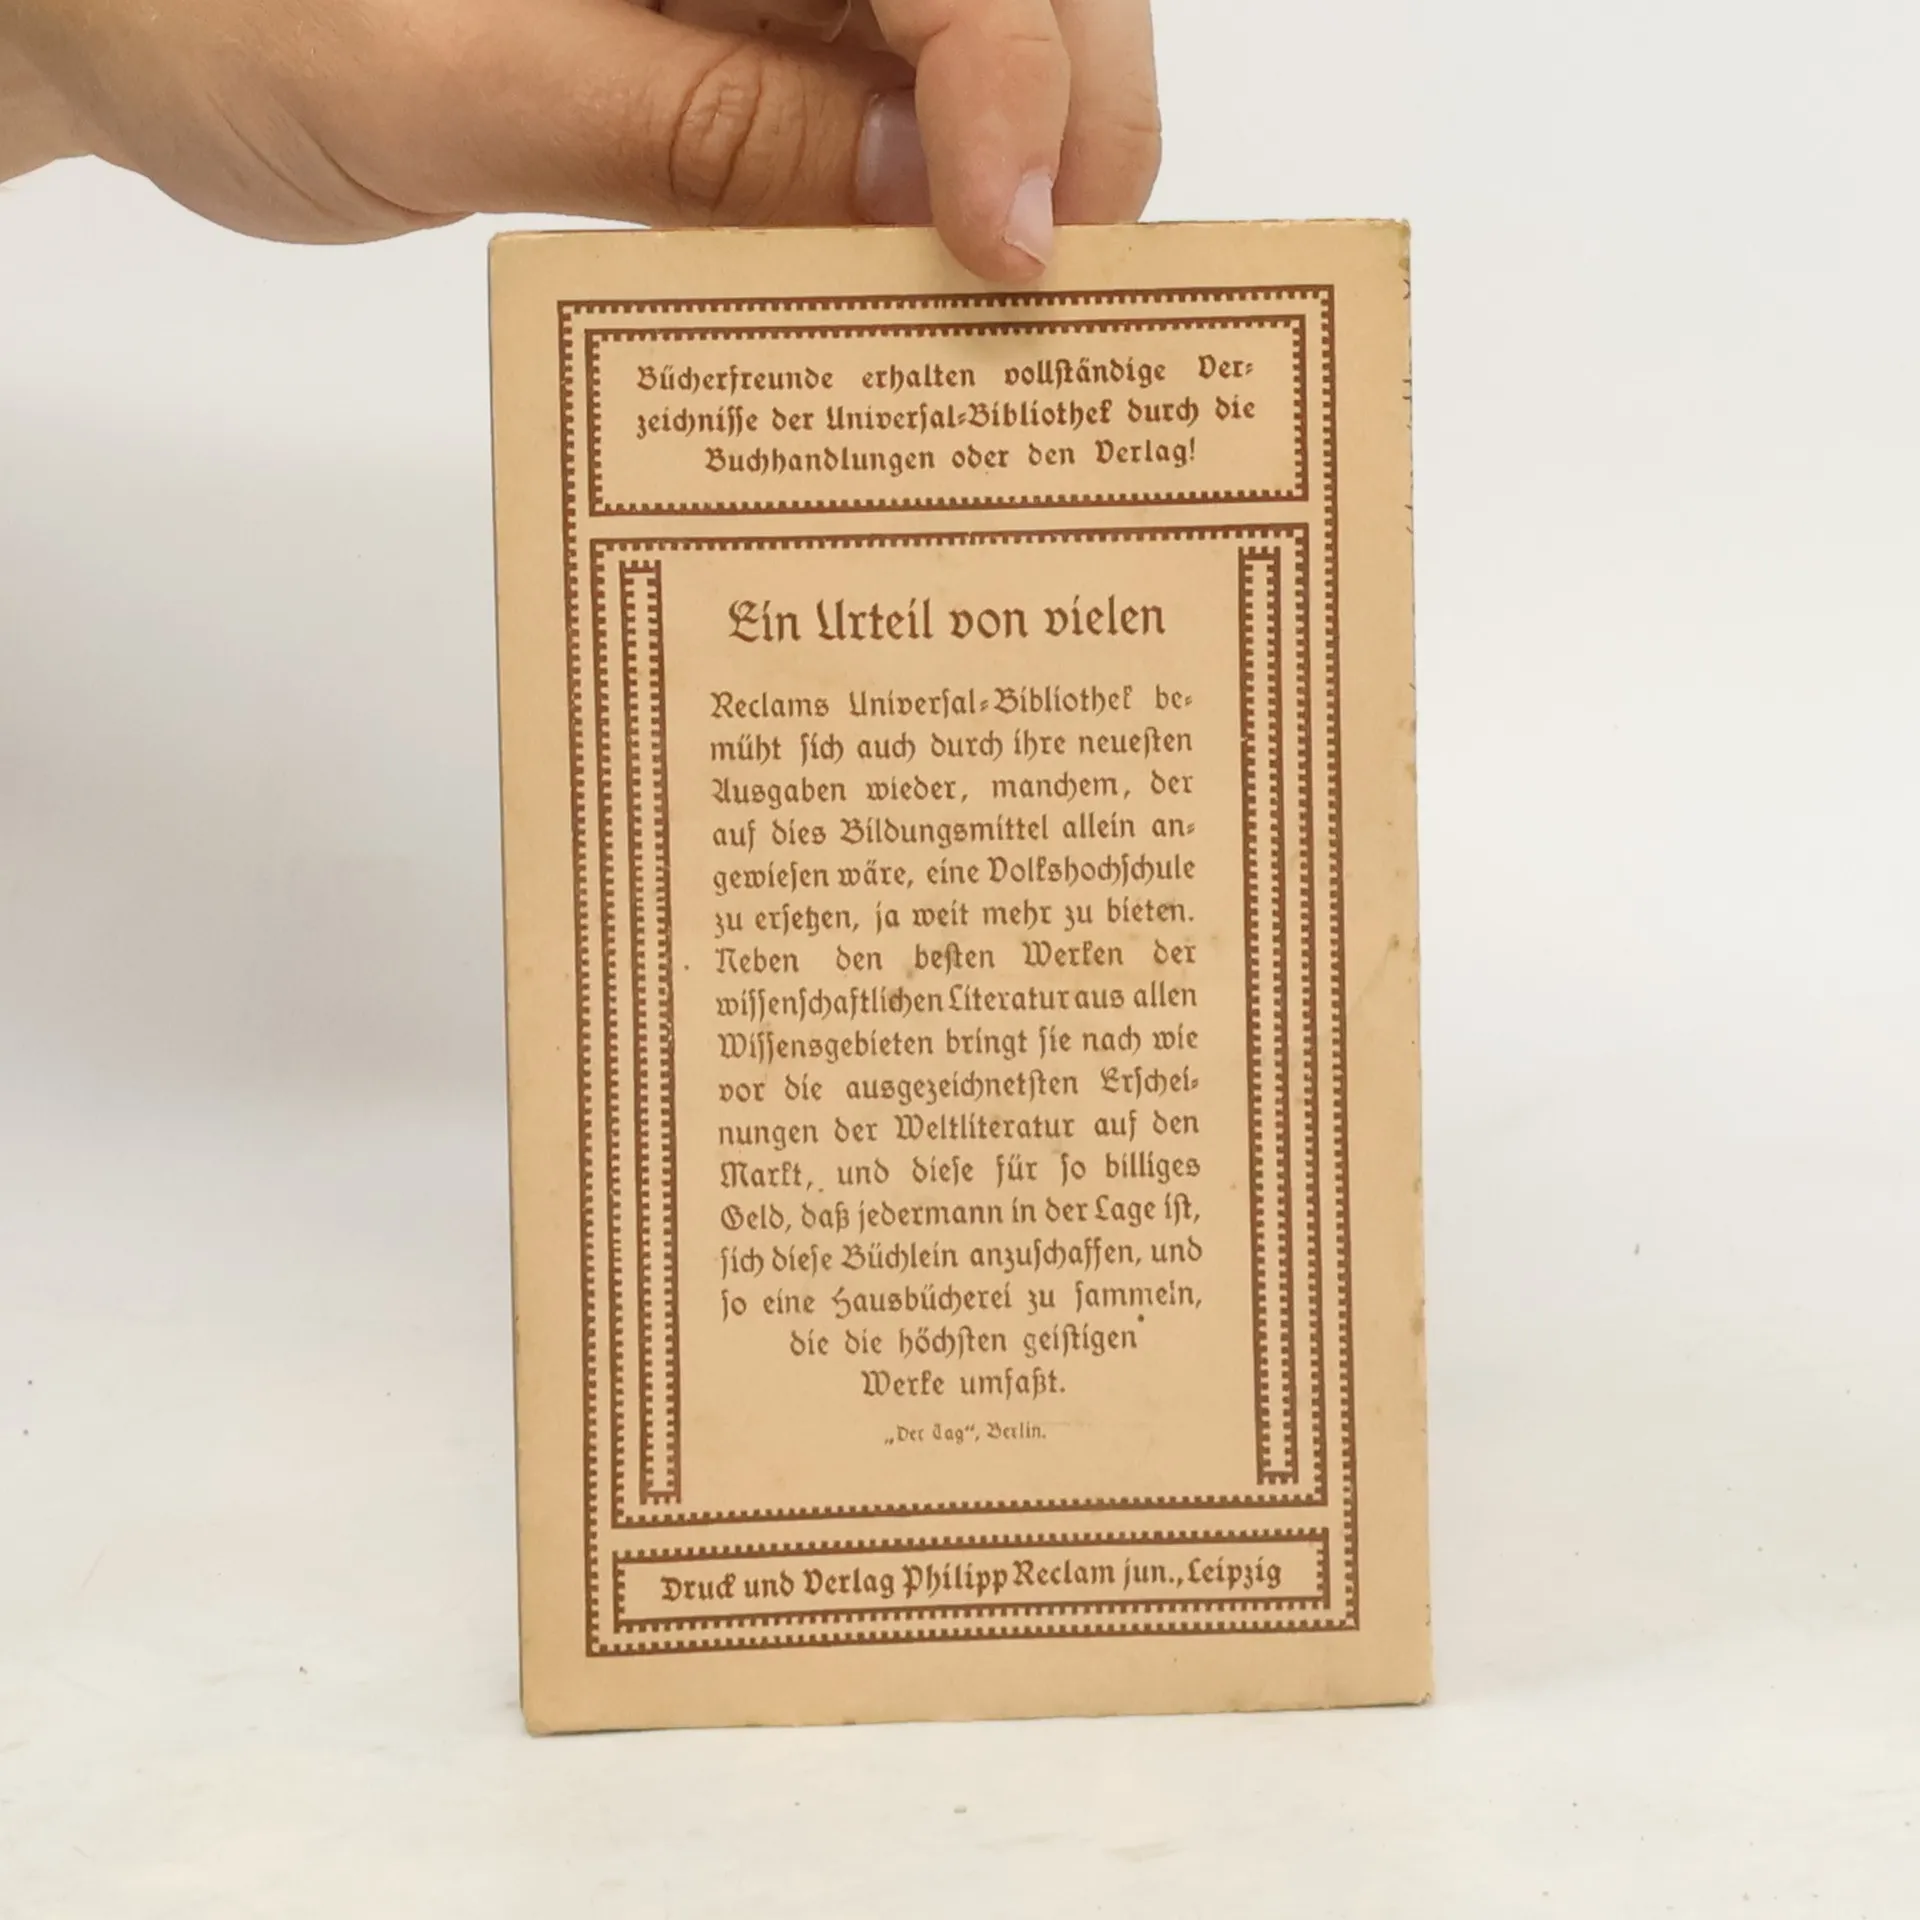 Bücherfreunde erhalten vollſtändige Ver⸗
zeichniſſe der Univerſal⸗Bibliothek durch die
Buchhandlungen oder den Verlag!
Ein Urteil von vielen
Reclams Univerſal⸗Bibliothek be⸗
müht ſich auch durch ihre neueſten
Ausgaben wieder, manchem, der
auf dies Bildungsmittel allein an⸗
gewieſen wäre, eine Volkshochſchule
zu erſetzen, ja weit mehr zu bieten.
Neben den beſten Werken der
wiſſenſchaftlichen Literatur aus allen
Wiſſensgebieten bringt ſie nach wie
vor die ausgezeichnetſten Erſchei⸗
nungen der Weltliteratur auf den
Markt, und dieſe für ſo billiges
Geld, daß jedermann in der Lage iſt,
ſich dieſe Büchlein anzuſchaffen, und
ſo eine Hausbücherei zu ſammeln,
die die höchſten geiſtigen
Werke umfaßt.
„Der Tag“, Berlin.
Druck und Verlag Philipp Reclam jun., Leipzig